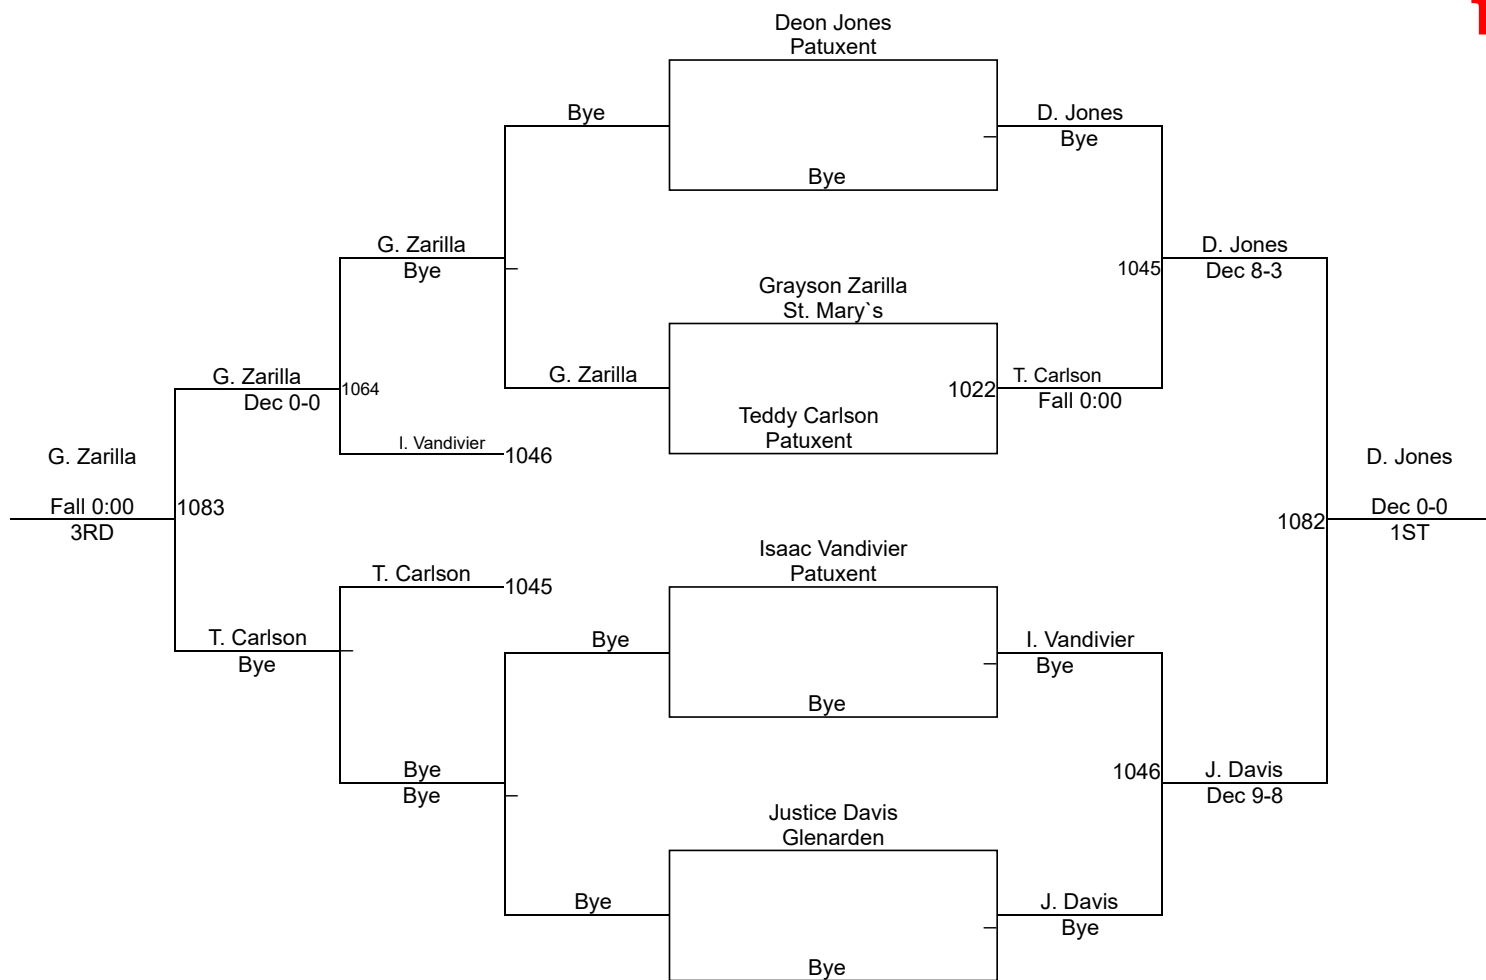 Deon Jones
Patuxent
Bye
D. Jones
Bye
Bye
G. Zarilla
Bye
D. Jones
Dec 8-3
1045
Grayson Zarilla
St. Mary`s
G. Zarilla
Dec 0-0
1064
G. Zarilla
1022
T. Carlson
Fall 0:00
Teddy Carlson
Patuxent
I. Vandivier
1046
G. Zarilla
Fall 0:00
3RD
1083
D. Jones
Dec 0-0
1ST
1082
Isaac Vandivier
Patuxent
T. Carlson
1045
T. Carlson
Bye
Bye
I. Vandivier
Bye
Bye
Bye
Bye
1046
J. Davis
Dec 9-8
Justice Davis
Glenarden
Bye
J. Davis
Bye
Bye